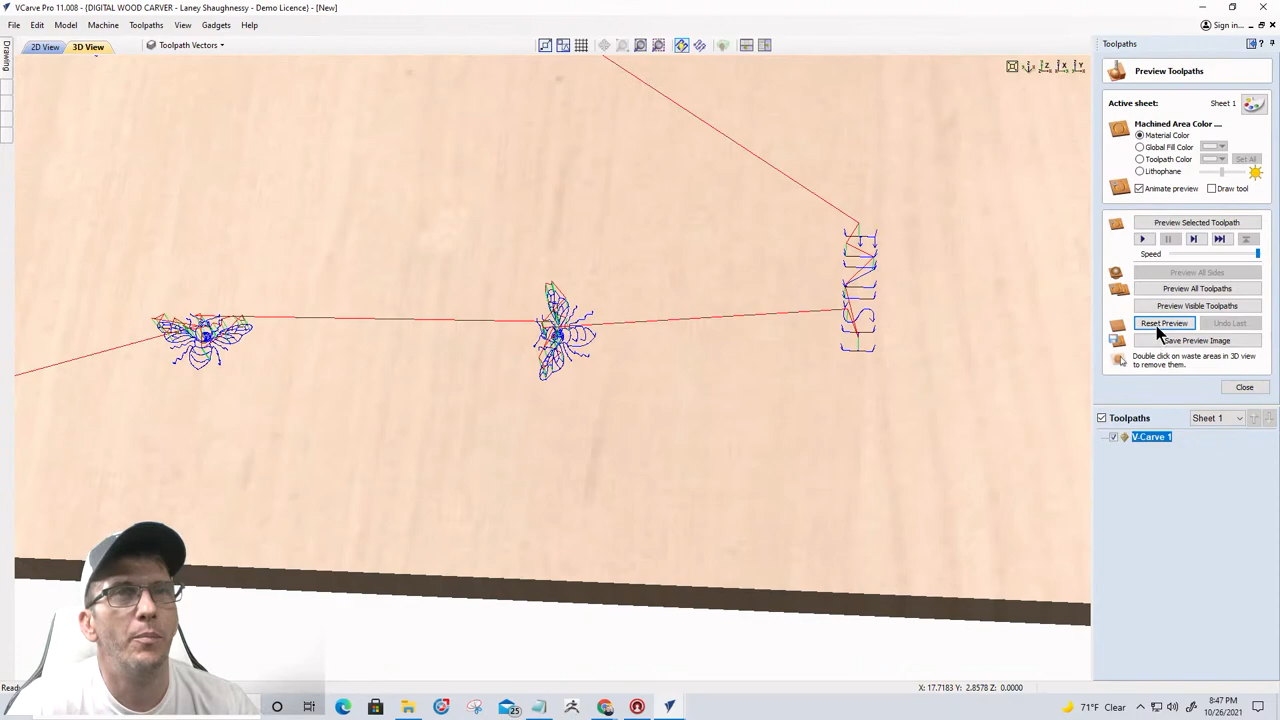 VCarve Pro 11.008 - {DIGITAL WOOD CARVER - Laney Shaughnessy - Demo Licence} - [New]
File Edit Model Machine Toolpaths View Gadgets Help
Sign in...
Drawing
2D View 3D View Toolpath Vectors
Toolpaths
Preview Toolpaths
Active sheet: Sheet 1
Machined Area Color ....
Material Color
Global Fill Color
Toolpath Color Set All
Lithophane
Animate preview Draw tool
Preview Selected Toolpath
Speed
Preview All Sides
Preview All Toolpaths
Preview Visible Toolpaths
Reset Preview Undo Last
Save Preview Image
Double click on waste areas in 3D view
to remove them.
Close
Toolpaths Sheet 1
V-Carve 1
X: 17.7183 Y: 2.8578 Z: 0.0000
25
71°F Clear
8:47 PM
10/26/2021